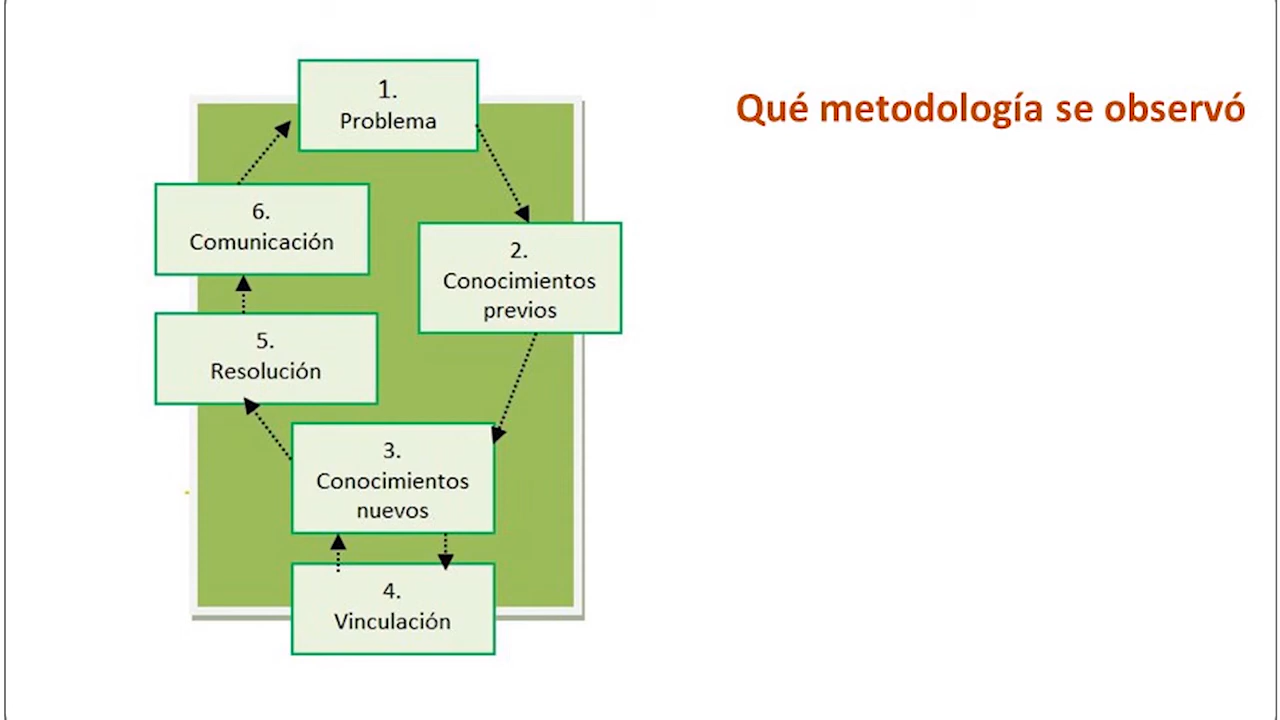 Qué metodología se observó
1.
Problema
2.
Conocimientos
previos
3.
Conocimientos
nuevos
4.
Vinculación
5.
Resolución
6.
Comunicación